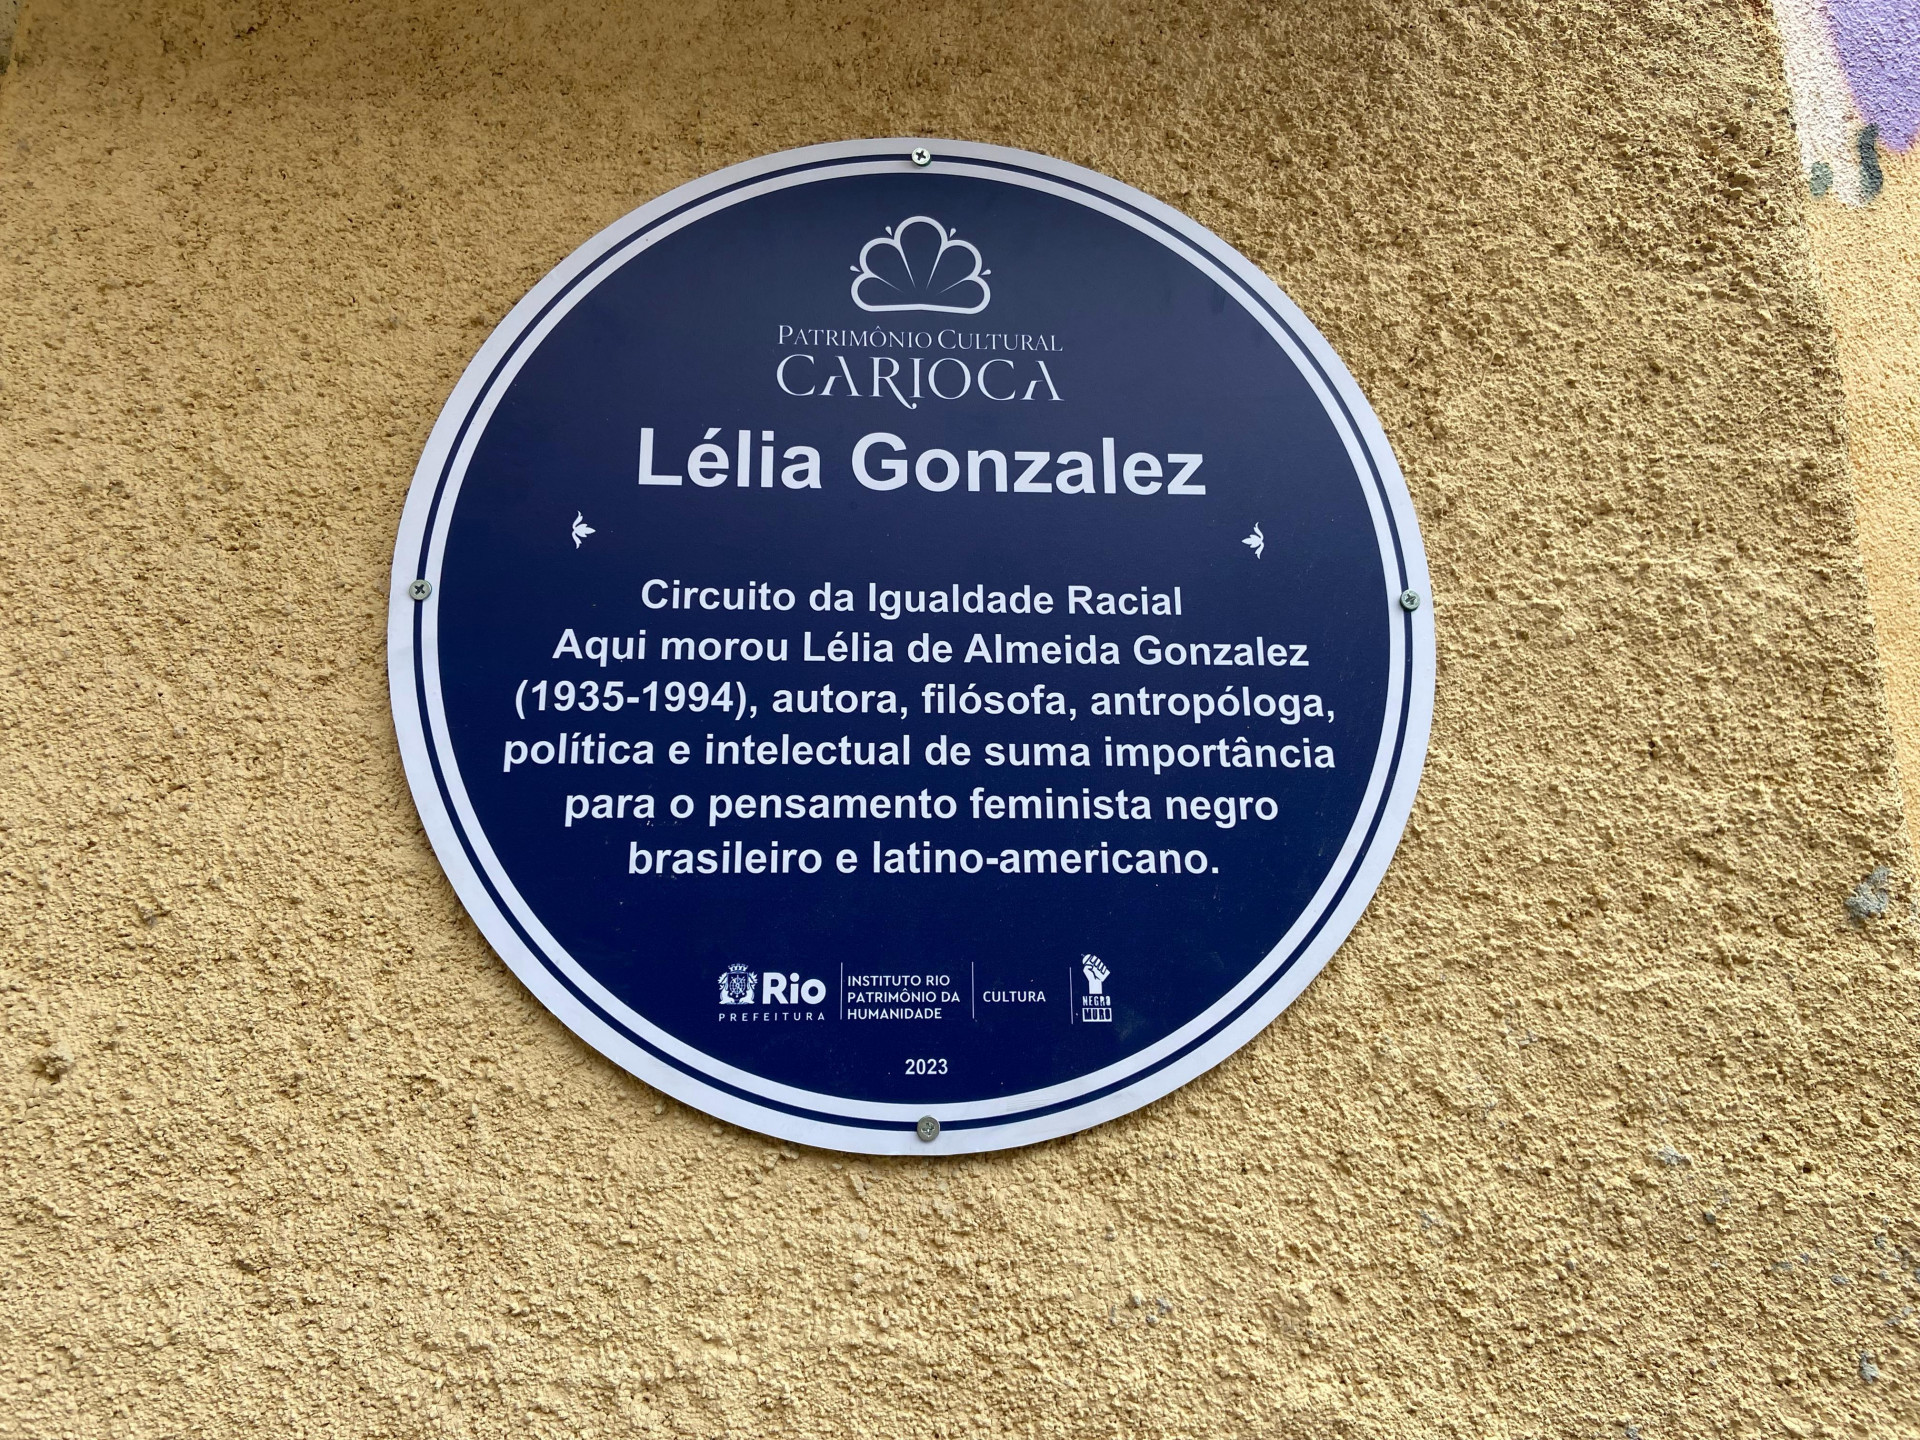 PATRIMÔNIO CULTURAL
CARIOCA
Lélia Gonzalez
Circuito da Igualdade Racial
Aqui morou Lélia de Almeida Gonzalez
(1935-1994), autora, filósofa, antropóloga,
política e intelectual de suma importância
para o pensamento feminista negro
brasileiro e latino-americano.
Rio
PREFEITURA
INSTITUTO RIO
PATRIMÔNIO DA
HUMANIDADE
CULTURA
NEGRO
MURO
2023